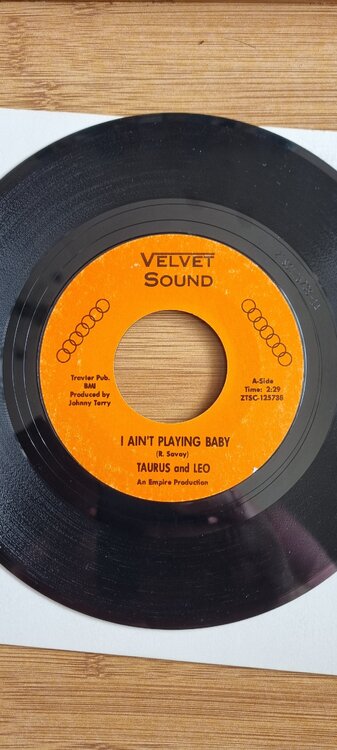 VELVET
SOUND
Travler Pub.
BMI
Produced by
Johnny Terry
A-Side
Time: 2:29
ZTSC-125738
I AIN'T PLAYING BABY
(R. Savoy)
TAURUS and LEO
An Empire Production